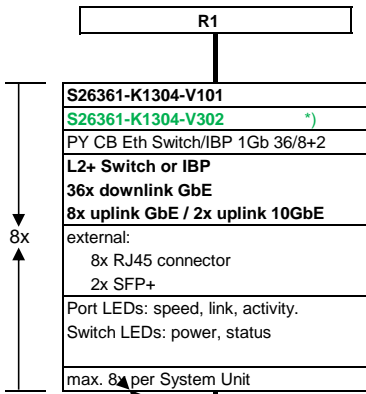 R1
S26361-K1304-V101
S26361-K1304-V302 *)
PY CB Eth Switch/IBP 1Gb 36/8+2
L2+ Switch or IBP
36x downlink GbE
8x uplink GbE / 2x uplink 10GbE
8x
external:
8x RJ45 connector
2x SFP+
Port LEDs: speed, link, activity.
Switch LEDs: power, status
max. 8x per System Unit